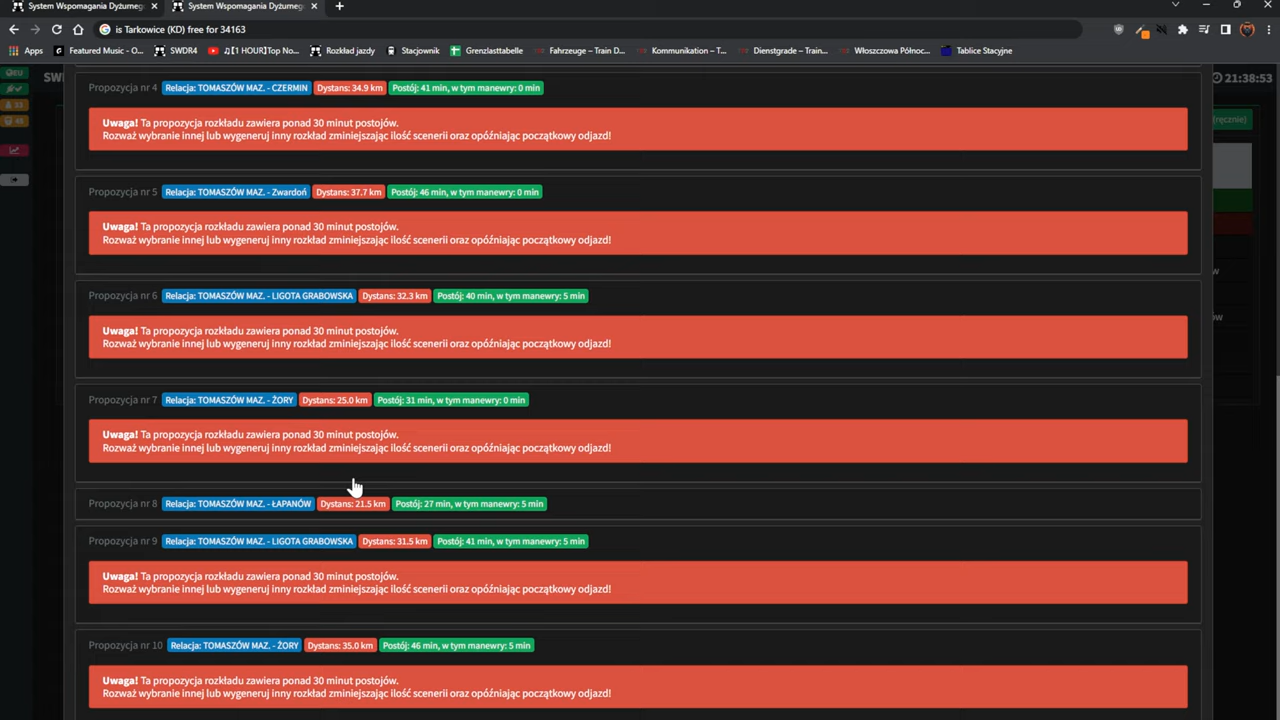 System Wspomagania Dyżurnego
System Wspomagania Dyżurnego
is Tarkowice (KD) free for 34163
Apps
Featured Music - O...
SWDR4
♪[1 HOUR]Top No...
Rozkład jazdy
Stacjownik
Grenzlasttabelle
Fahrzeuge – Train D...
Kommunikation – T...
Dienstgrade – Train...
Włoszczowa Północ...
Tablice Stacyjne
EU
SW
21:38:53
33
40
(ręcznie)
Propozycja nr 4 Relacja: TOMASZÓW MAZ. - CZERMIN Dystans: 34.9 km Postój: 41 min, w tym manewry: 0 min
Uwaga! Ta propozycja rozkładu zawiera ponad 30 minut postojów.
Rozważ wybranie innej lub wygeneruj inny rozkład zmniejszając ilość scenerii oraz opóźniając początkowy odjazd!
Propozycja nr 5 Relacja: TOMASZÓW MAZ. - Zwardoń Dystans: 37.7 km Postój: 46 min, w tym manewry: 0 min
Uwaga! Ta propozycja rozkładu zawiera ponad 30 minut postojów.
Rozważ wybranie innej lub wygeneruj inny rozkład zmniejszając ilość scenerii oraz opóźniając początkowy odjazd!
Propozycja nr 6 Relacja: TOMASZÓW MAZ. - LIGOTA GRABOWSKA Dystans: 32.3 km Postój: 40 min, w tym manewry: 5 min
Uwaga! Ta propozycja rozkładu zawiera ponad 30 minut postojów.
Rozważ wybranie innej lub wygeneruj inny rozkład zmniejszając ilość scenerii oraz opóźniając początkowy odjazd!
Propozycja nr 7 Relacja: TOMASZÓW MAZ. - ŻORY Dystans: 25.0 km Postój: 31 min, w tym manewry: 0 min
Uwaga! Ta propozycja rozkładu zawiera ponad 30 minut postojów.
Rozważ wybranie innej lub wygeneruj inny rozkład zmniejszając ilość scenerii oraz opóźniając początkowy odjazd!
Propozycja nr 8 Relacja: TOMASZÓW MAZ. - ŁAPANÓW Dystans: 21.5 km Postój: 27 min, w tym manewry: 5 min
Propozycja nr 9 Relacja: TOMASZÓW MAZ. - LIGOTA GRABOWSKA Dystans: 31.5 km Postój: 41 min, w tym manewry: 5 min
Uwaga! Ta propozycja rozkładu zawiera ponad 30 minut postojów.
Rozważ wybranie innej lub wygeneruj inny rozkład zmniejszając ilość scenerii oraz opóźniając początkowy odjazd!
Propozycja nr 10 Relacja: TOMASZÓW MAZ. - ŻORY Dystans: 35.0 km Postój: 46 min, w tym manewry: 5 min
Uwaga! Ta propozycja rozkładu zawiera ponad 30 minut postojów.
Rozważ wybranie innej lub wygeneruj inny rozkład zmniejszając ilość scenerii oraz opóźniając początkowy odjazd!